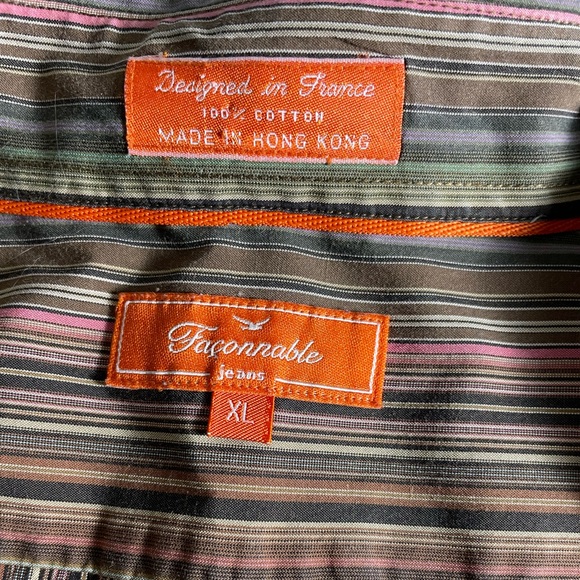 Designed in France
100% COTTON
MADE IN HONG KONG
Façonnable
jeans
XL